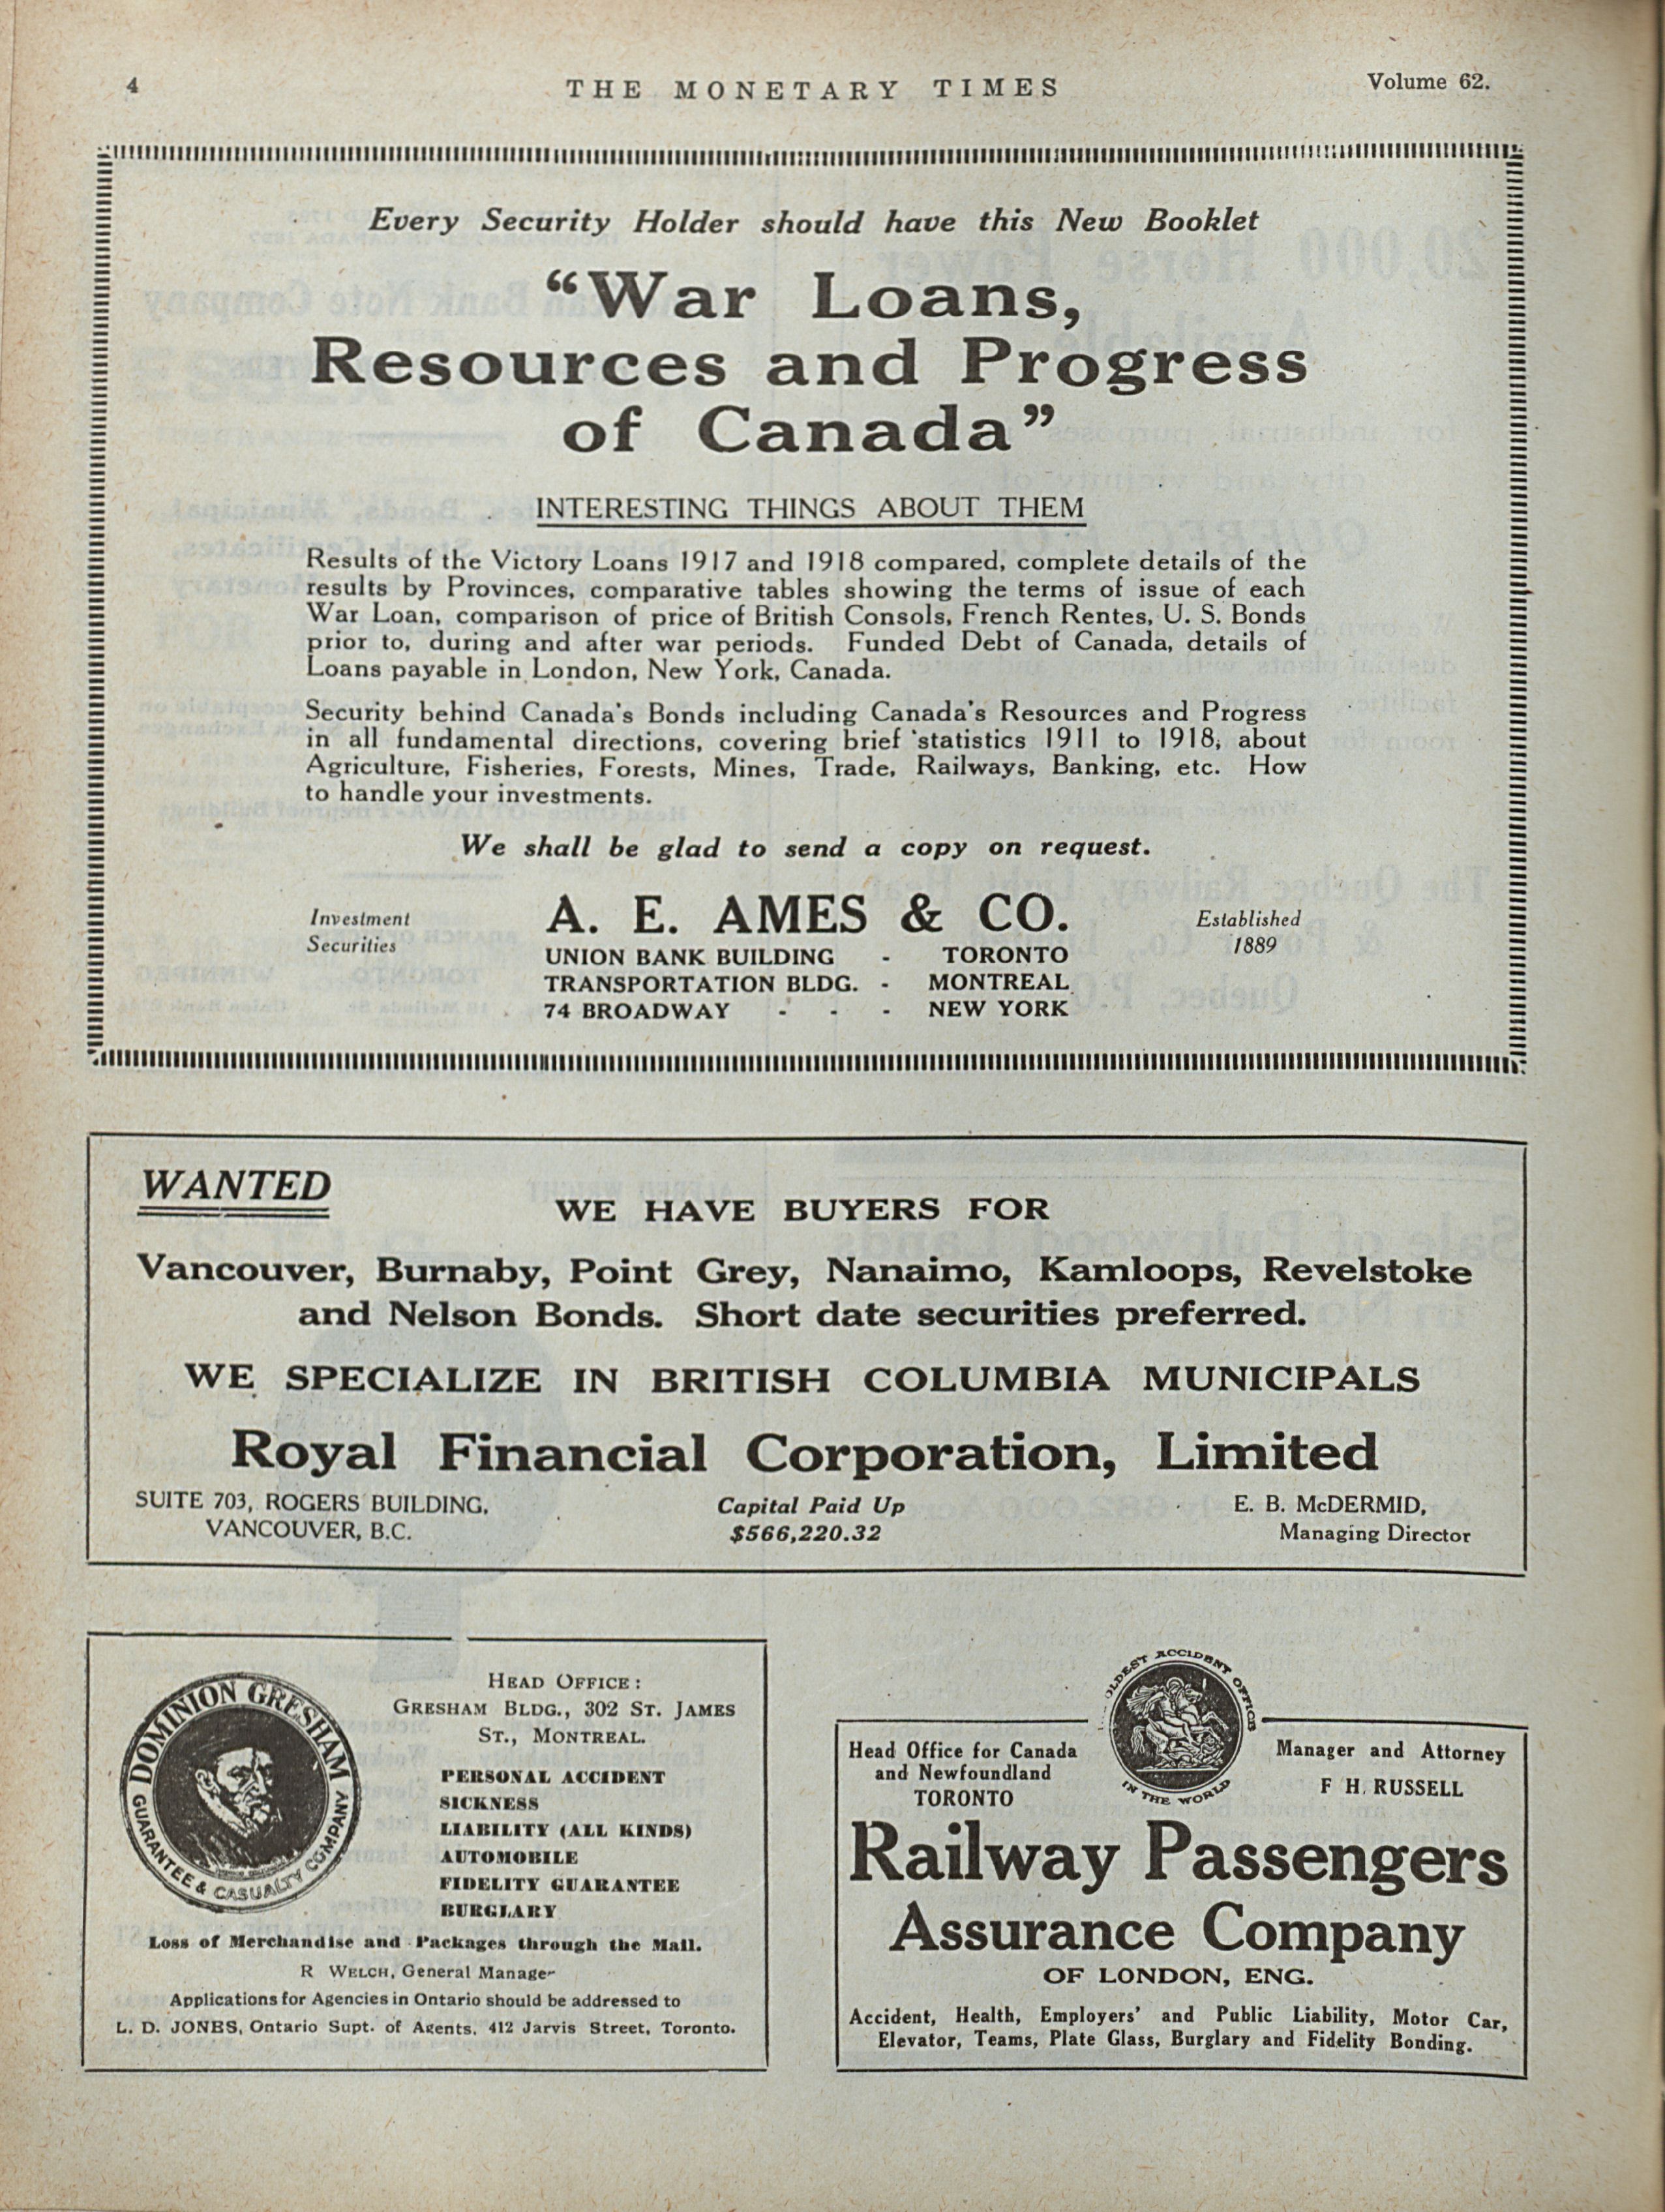 4
THE MONETARY TIMES
Volume 62.
Every Security Holder should have this New Booklet
“War Loans,
Resources and Progress
of Canada”
INTERESTING THINGS ABOUT THEM
Results of the Victory Loans 1917 and 1918 compared, complete details of the
results by Provinces, comparative tables showing the terms of issue of each
War Loan, comparison of price of British Consols, French Rentes, U. S. Bonds
prior to, during and after war periods. Funded Debt of Canada, details of
Loans payable in London, New York, Canada.
Security behind Canada's Bonds including Canada's Resources and Progress
in all fundamental directions, covering brief statistics 1911 to 1918, about
Agriculture, Fisheries, Forests, Mines, Trade, Railways, Banking, etc. How
to handle your investments.
We shall be glad to send a copy on request.
Investment
Securities
A. E. AMES & CO.
UNION BANK BUILDING - TORONTO
TRANSPORTATION BLDG. - MONTREAL
74 BROADWAY - - - NEW YORK
Established
1889
WANTED
WE HAVE BUYERS FOR
Vancouver, Burnaby, Point Grey, Nanaimo, Kamloops, Revelstoke
and Nelson Bonds. Short date securities preferred.
WE SPECIALIZE IN BRITISH COLUMBIA MUNICIPALS
Royal Financial Corporation, Limited
SUITE 703, ROGERS BUILDING,
VANCOUVER, B.C.
Capital Paid Up
$566,220.32
E. B. McDERMID,
Managing Director
DOMINION GRESHAM
GUARANTEE & CASUALTY COMPANY
HEAD OFFICE:
GRESHAM BLDG., 302 ST. JAMES
ST., MONTREAL.
PERSONAL ACCIDENT
SICKNESS
LIABILITY (ALL KINDS)
AUTOMOBILE
FIDELITY GUARANTEE
BURGLARY
Loss of Merchandise and Packages through the Mail.
R WELCH, General Manager
Applications for Agencies in Ontario should be addressed to
L. D. JONES, Ontario Supt. of Agents, 412 Jarvis Street, Toronto.
OLDEST ACCIDENT OFFICE
IN THE WORLD
Head Office for Canada
and Newfoundland
TORONTO
Manager and Attorney
F H. RUSSELL
Railway Passengers
Assurance Company
OF LONDON, ENG.
Accident, Health, Employers' and Public Liability, Motor Car,
Elevator, Teams, Plate Glass, Burglary and Fidelity Bonding.